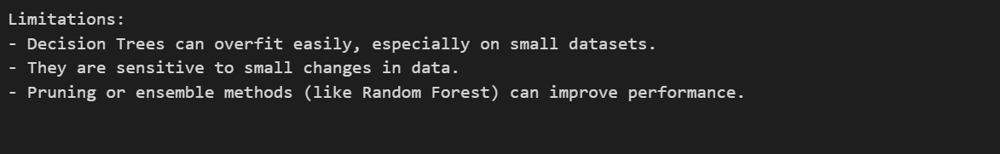 Limitations:
- Decision Trees can overfit easily, especially on small datasets.
- They are sensitive to small changes in data.
- Pruning or ensemble methods (like Random Forest) can improve performance.